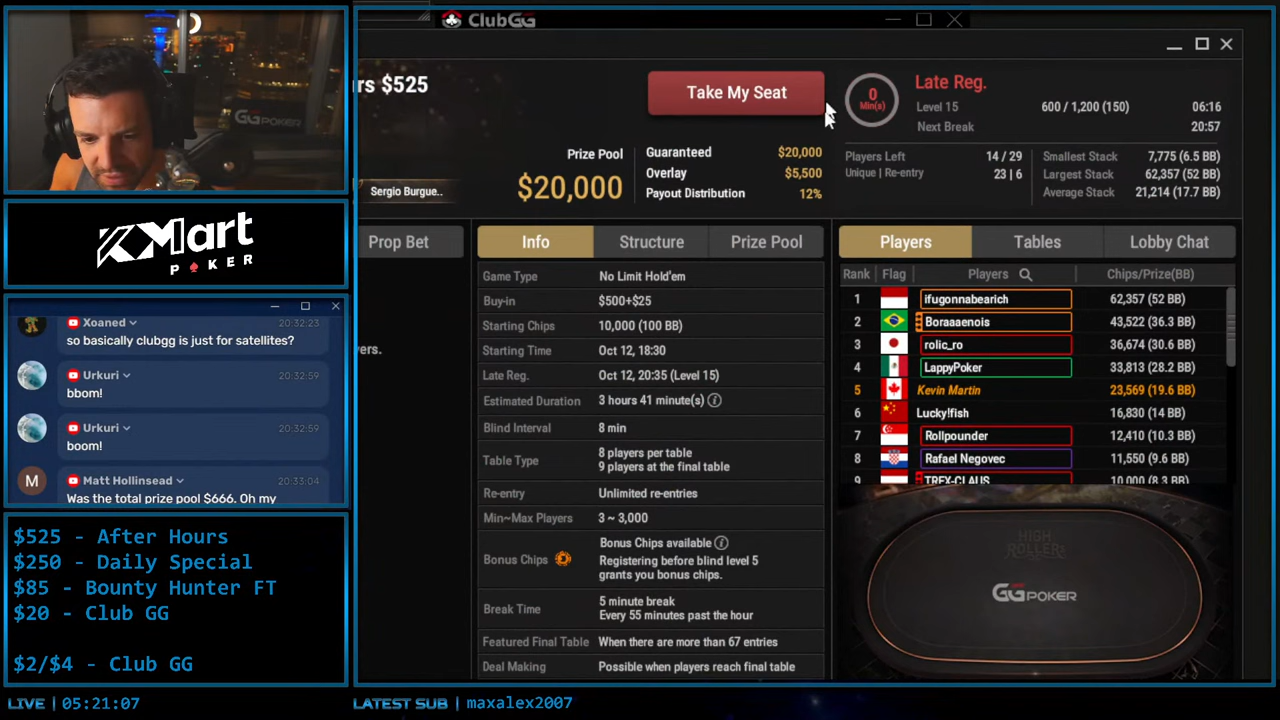 ClubGG
rs $525
Take My Seat
0
Min(s)
Late Reg.
Level 15
600 / 1,200 (150)
06:16
Next Break
20:57
Prize Pool
$20,000
Guaranteed
$20,000
Overlay
$5,500
Payout Distribution
12%
Players Left
14 / 29
Unique | Re-entry
23 | 6
Smallest Stack
7,775 (6.5 BB)
Largest Stack
62,357 (52 BB)
Average Stack
21,214 (17.7 BB)
Sergio Burgue..
Prop Bet
Info
Structure
Prize Pool
Players
Tables
Lobby Chat
Game Type
No Limit Hold'em
Buy-in
$500+$25
Starting Chips
10,000 (100 BB)
Starting Time
Oct 12, 18:30
Late Reg.
Oct 12, 20:35 (Level 15)
Estimated Duration
3 hours 41 minute(s)
Blind Interval
8 min
Table Type
8 players per table
9 players at the final table
Re-entry
Unlimited re-entries
Min~Max Players
3 ~ 3,000
Bonus Chips
Bonus Chips available
Registering before blind level 5
grants you bonus chips.
Break Time
5 minute break
Every 55 minutes past the hour
Featured Final Table
When there are more than 67 entries
Deal Making
Possible when players reach final table
yers.
Rank
Flag
Players
Chips/Prize(BB)
1
ifugonnabearich
62,357 (52 BB)
2
Boraaaenois
43,522 (36.3 BB)
3
rolic_ro
36,674 (30.6 BB)
4
LappyPoker
33,813 (28.2 BB)
5
Kevin Martin
23,569 (19.6 BB)
6
Lucky!fish
16,830 (14 BB)
7
Rollpounder
12,410 (10.3 BB)
8
Rafael Negovec
11,550 (9.6 BB)
9
TREX-CLAUS
10,000 (8.3 BB)
HIGH
ROLLER
GGPOKER
GGPOKER
KMart
POKER
Xoaned
20:32:23
so basically clubgg is just for satellites?
Urkuri
20:32:59
bbom!
Urkuri
20:32:59
boom!
M
Matt Hollinsead
20:33:04
Was the total prize pool $666. Oh my
$525 - After Hours
$250 - Daily Special
$85 - Bounty Hunter FT
$20 - Club GG
$2/$4 - Club GG
LIVE | 05:21:07
LATEST SUB | maxalex2007